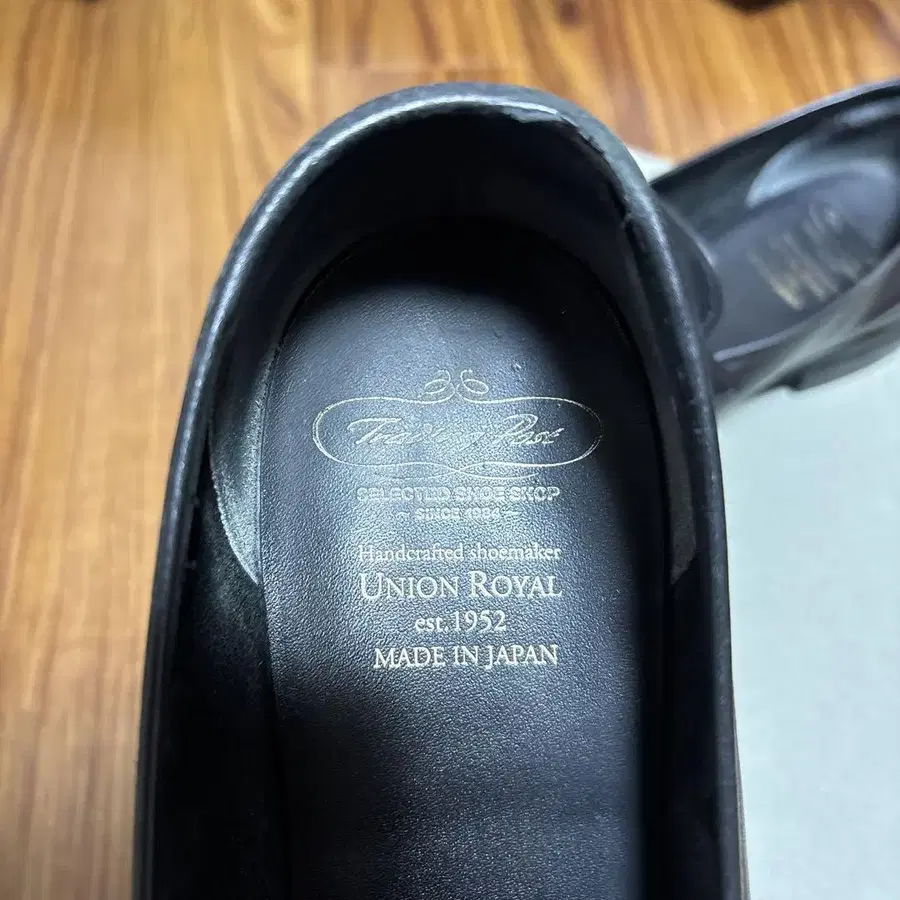 Trading Post
SELECTED SHOE SHOP
~ SINCE 1984 ~
Handcrafted shoemaker
UNION ROYAL
est.1952
MADE IN JAPAN